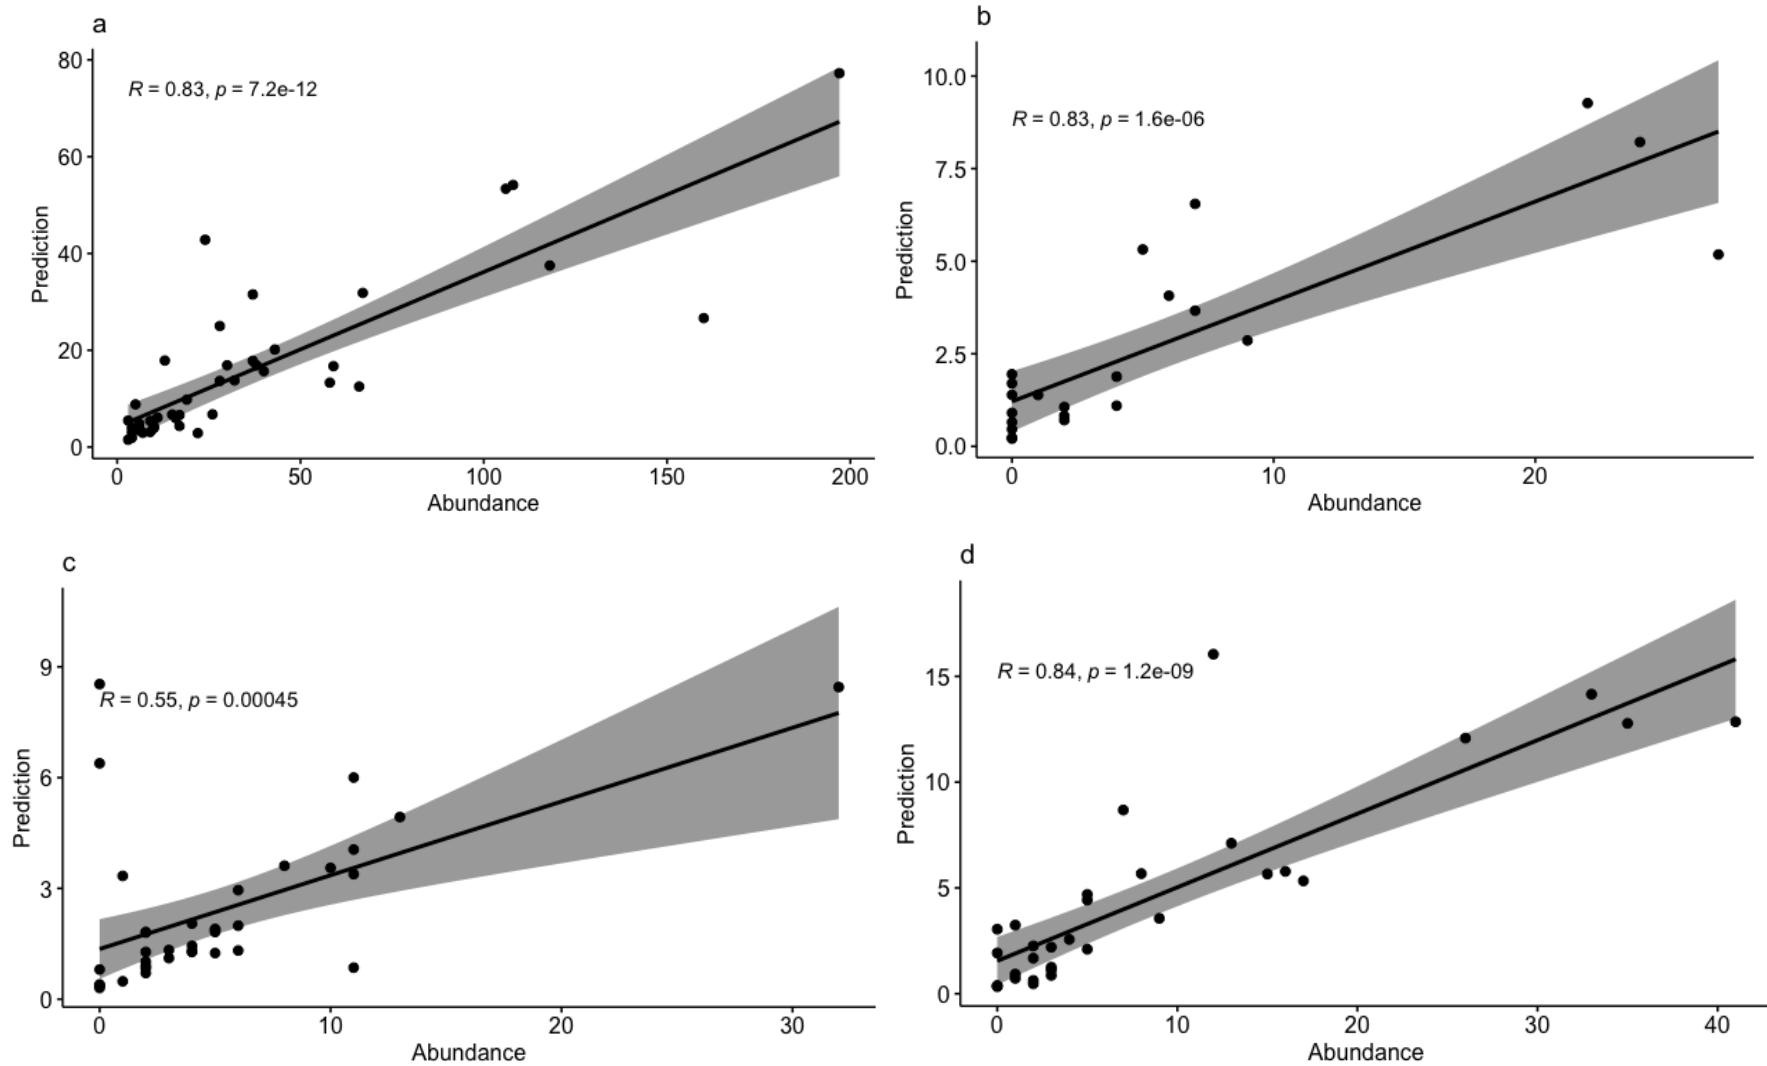 a
R = 0.83, p = 7.2e-12
80
60
40
20
0
0 50 100 150 200
Prediction
Abundance
b
R = 0.83, p = 1.6e-06
10.0
7.5
5.0
2.5
0.0
0 10 20
Prediction
Abundance
c
R = 0.55, p = 0.00045
9
6
3
0
0 10 20 30
Prediction
Abundance
d
R = 0.84, p = 1.2e-09
15
10
5
0
0 10 20 30 40
Prediction
Abundance